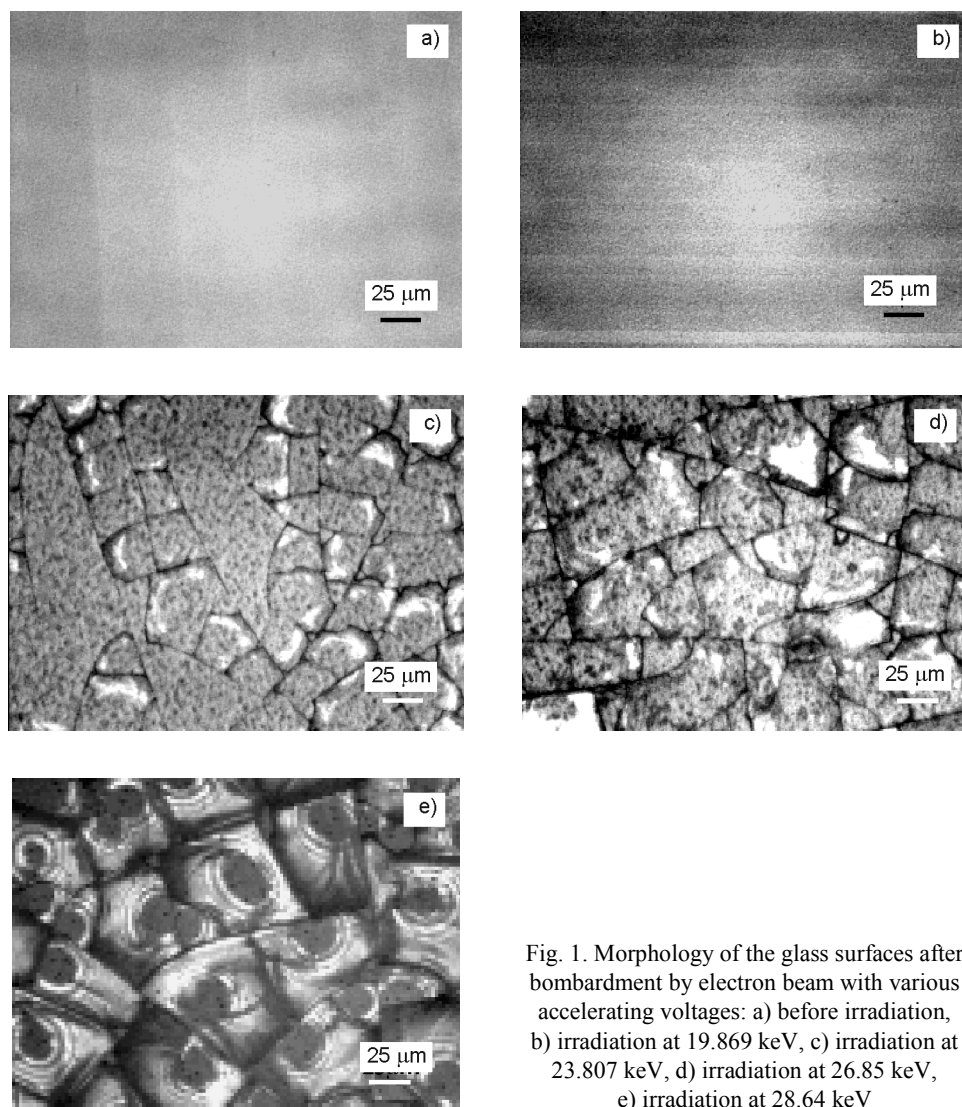 a)
25 μm
b)
25 μm
c)
25 μm
d)
25 μm
e)
25 μm
Fig. 1. Morphology of the glass surfaces after
bombardment by electron beam with various
accelerating voltages: a) before irradiation,
b) irradiation at 19.869 keV, c) irradiation at
23.807 keV, d) irradiation at 26.85 keV,
e) irradiation at 28.64 keV